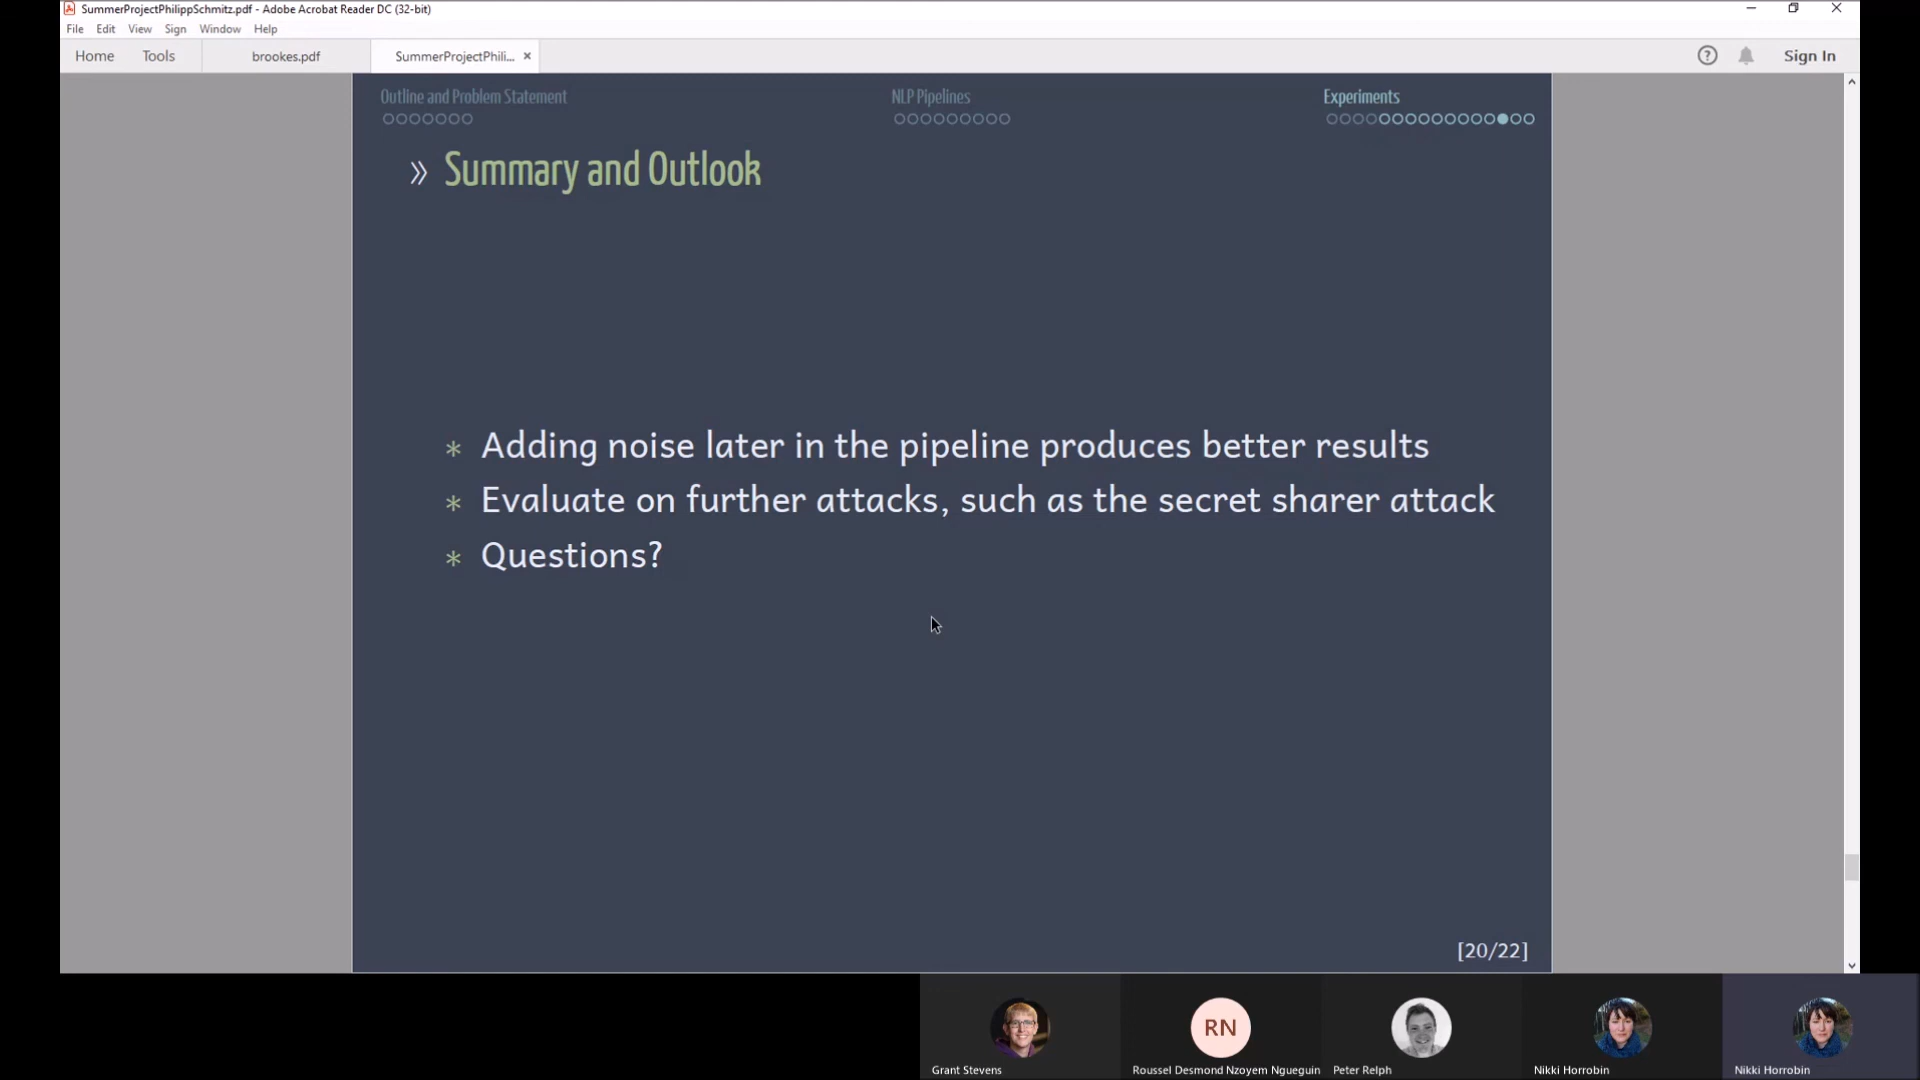 SummerProjectPhilippSchmitz.pdf - Adobe Acrobat Reader DC (32-bit)
File Edit View Sign Window Help
Home Tools brookes.pdf SummerProjectPhili... × Sign In
Outline and Problem Statement NLP Pipelines Experiments
» Summary and Outlook
* Adding noise later in the pipeline produces better results
* Evaluate on further attacks, such as the secret sharer attack
* Questions?
[20/22]
RN
Grant Stevens Roussel Desmond Nzoyem Ngueguin Peter Relph Nikki Horrobin Nikki Horrobin